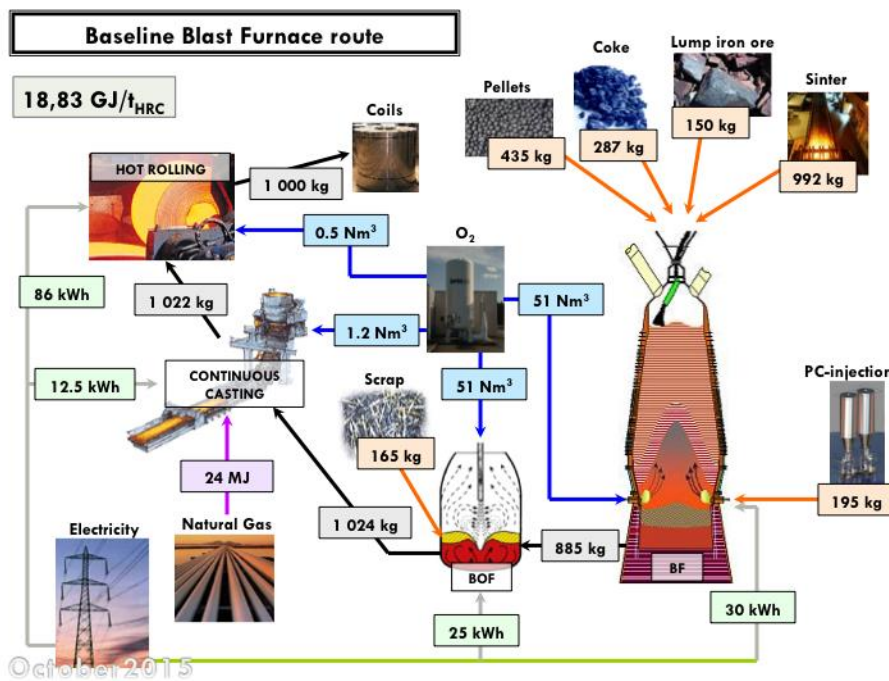 Baseline Blast Furnace route
18,83 GJ/tHRC
Coke
Lump iron ore
Pellets
Sinter
Coils
287 kg
150 kg
435 kg
992 kg
HOT ROLLING
1 000 kg
0.5 Nm³
O₂
86 kWh
1 022 kg
51 Nm³
1.2 Nm³
CONTINUOUS
CASTING
12.5 kWh
Scrap
51 Nm³
PC-injection
165 kg
24 MJ
195 kg
1 024 kg
Electricity
Natural Gas
885 kg
BOF
BF
30 kWh
25 kWh
October 2015